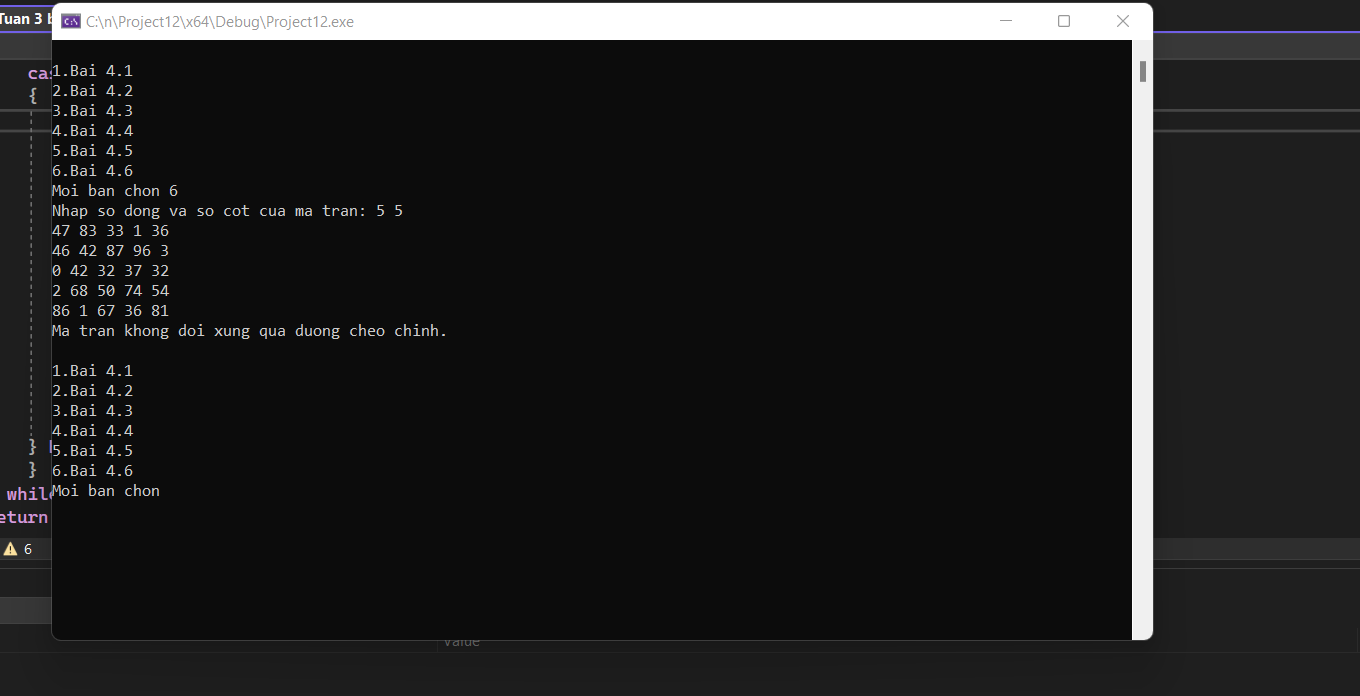 Tuan 3 b
C:\n\Project12\x64\Debug\Project12.exe
cas
{
1.Bai 4.1
2.Bai 4.2
3.Bai 4.3
4.Bai 4.4
5.Bai 4.5
6.Bai 4.6
Moi ban chon 6
Nhap so dong va so cot cua ma tran: 5 5
47 83 33 1 36
46 42 87 96 3
0 42 32 37 32
2 68 50 74 54
86 1 67 36 81
Ma tran khong doi xung qua duong cheo chinh.
1.Bai 4.1
2.Bai 4.2
3.Bai 4.3
4.Bai 4.4
5.Bai 4.5
6.Bai 4.6
Moi ban chon
}
}
while
eturn
6
Value